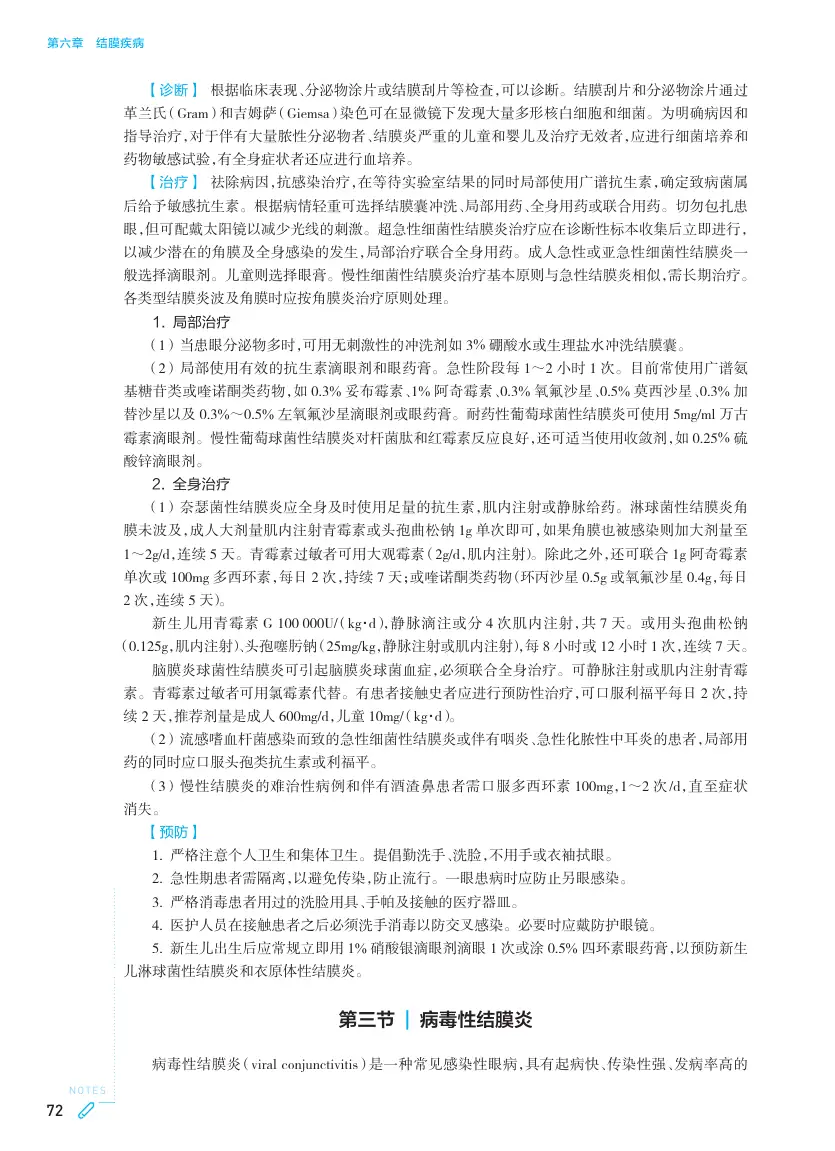 第六章　结膜疾病
【诊断】 根据临床表现、分泌物涂片或结膜刮片等检查,可以诊断。结膜刮片和分泌物涂片通过
革兰氏（Gram）和吉姆萨（Giemsa）染色可在显微镜下发现大量多形核白细胞和细菌。为明确病因和
指导治疗,对于伴有大量脓性分泌物者、结膜炎严重的儿童和婴儿及治疗无效者,应进行细菌培养和
药物敏感试验,有全身症状者还应进行血培养。
【治疗】 祛除病因,抗感染治疗,在等待实验室结果的同时局部使用广谱抗生素,确定致病菌属
后给予敏感抗生素。根据病情轻重可选择结膜囊冲洗、局部用药、全身用药或联合用药。切勿包扎患
眼,但可配戴太阳镜以减少光线的刺激。超急性细菌性结膜炎治疗应在诊断性标本收集后立即进行,
以减少潜在的角膜及全身感染的发生,局部治疗联合全身用药。成人急性或亚急性细菌性结膜炎一
般选择滴眼剂。儿童则选择眼膏。慢性细菌性结膜炎治疗基本原则与急性结膜炎相似,需长期治疗。
各类型结膜炎波及角膜时应按角膜炎治疗原则处理。
1. 局部治疗
（1）当患眼分泌物多时,可用无刺激性的冲洗剂如 3% 硼酸水或生理盐水冲洗结膜囊。
（2）局部使用有效的抗生素滴眼剂和眼药膏。急性阶段每 1～2 小时 1 次。目前常使用广谱氨
基糖苷类或喹诺酮类药物,如 0.3% 妥布霉素、1% 阿奇霉素、0.3% 氧氟沙星、0.5% 莫西沙星、0.3% 加
替沙星以及 0.3%～0.5% 左氧氟沙星滴眼剂或眼药膏。耐药性葡萄球菌性结膜炎可使用 5mg/ml 万古
霉素滴眼剂。慢性葡萄球菌性结膜炎对杆菌肽和红霉素反应良好,还可适当使用收敛剂,如 0.25% 硫
酸锌滴眼剂。
2. 全身治疗
（1）奈瑟菌性结膜炎应全身及时使用足量的抗生素,肌内注射或静脉给药。淋球菌性结膜炎角
膜未波及,成人大剂量肌内注射青霉素或头孢曲松钠 1g 单次即可,如果角膜也被感染则加大剂量至
1～2g/d,连续 5 天。青霉素过敏者可用大观霉素（2g/d,肌内注射）。除此之外,还可联合 1g 阿奇霉素
单次或 100mg 多西环素,每日 2 次,持续 7 天;或喹诺酮类药物（环丙沙星 0.5g 或氧氟沙星 0.4g,每日
2 次,连续 5 天）。
新生儿用青霉素 G 100 000U/（kg·d）,静脉滴注或分 4 次肌内注射,共 7 天。或用头孢曲松钠
（0.125g,肌内注射）、头孢噻肟钠（25mg/kg,静脉注射或肌内注射）,每 8 小时或 12 小时 1 次,连续 7 天。
脑膜炎球菌性结膜炎可引起脑膜炎球菌血症,必须联合全身治疗。可静脉注射或肌内注射青霉
素。青霉素过敏者可用氯霉素代替。有患者接触史者应进行预防性治疗,可口服利福平每日 2 次,持
续 2 天,推荐剂量是成人 600mg/d,儿童 10mg/（kg·d）。
（2）流感嗜血杆菌感染而致的急性细菌性结膜炎或伴有咽炎、急性化脓性中耳炎的患者,局部用
药的同时应口服头孢类抗生素或利福平。
（3）慢性结膜炎的难治性病例和伴有酒渣鼻患者需口服多西环素 100mg,1～2 次/d,直至症状
消失。
【预防】
1. 严格注意个人卫生和集体卫生。提倡勤洗手、洗脸,不用手或衣袖拭眼。
2. 急性期患者需隔离,以避免传染,防止流行。一眼患病时应防止另眼感染。
3. 严格消毒患者用过的洗脸用具、手帕及接触的医疗器皿。
4. 医护人员在接触患者之后必须洗手消毒以防交叉感染。必要时应戴防护眼镜。
5. 新生儿出生后应常规立即用 1% 硝酸银滴眼剂滴眼 1 次或涂 0.5% 四环素眼药膏,以预防新生
儿淋球菌性结膜炎和衣原体性结膜炎。
第三节 | 病毒性结膜炎
病毒性结膜炎（viral conjunctivitis）是一种常见感染性眼病,具有起病快、传染性强、发病率高的
NOTES
72